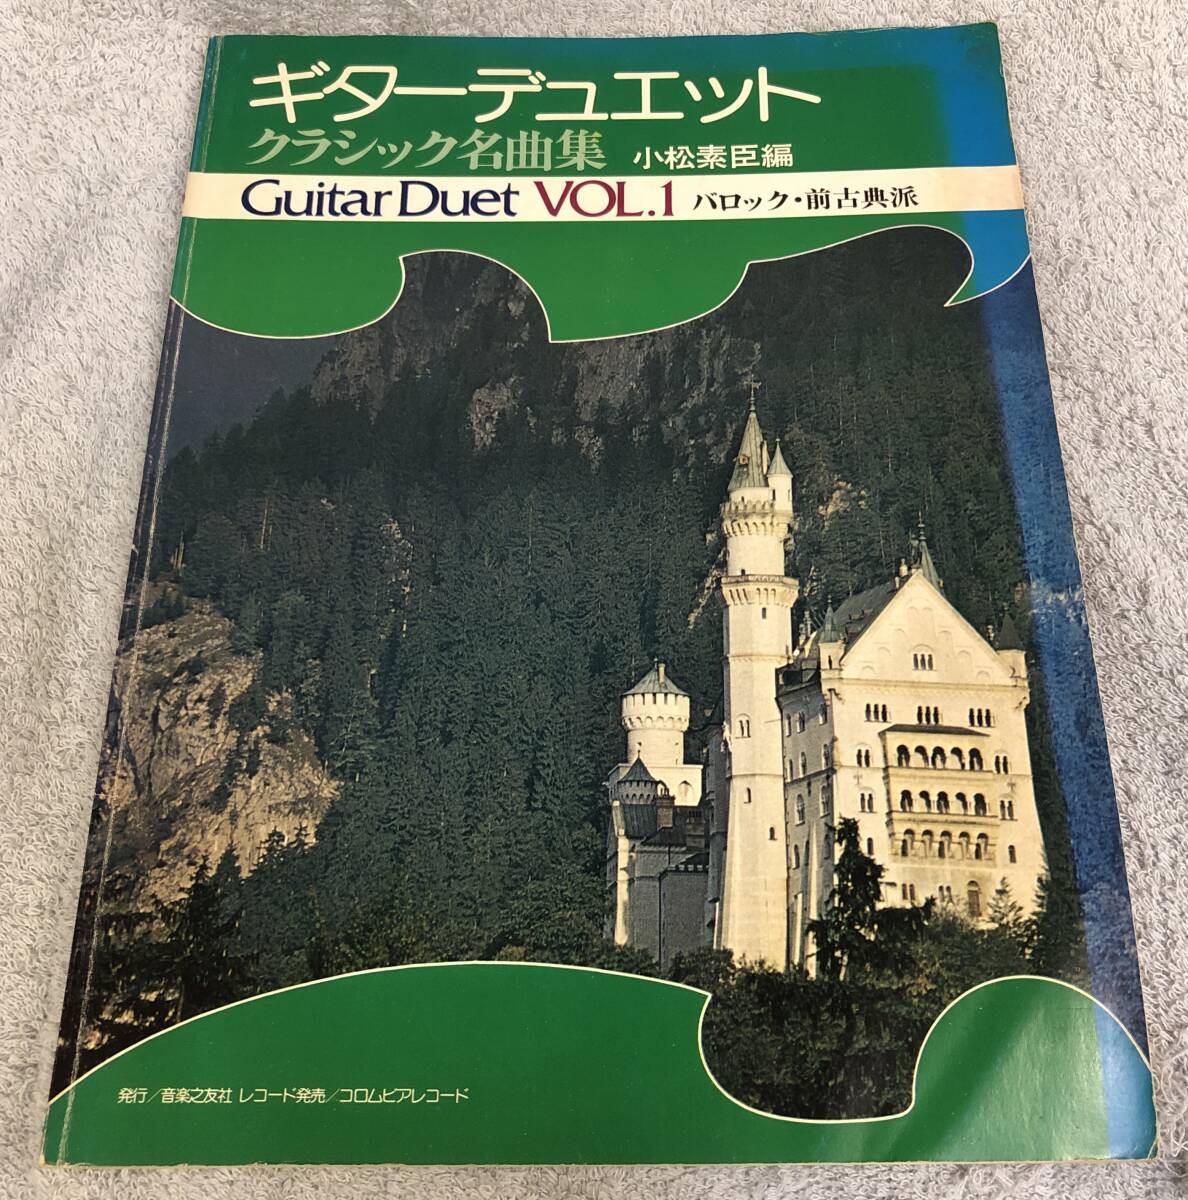 ギターデュエット
クラシック名曲集 小松素臣編
Guitar Duet VOL.1 バロック・前古典派
発行/音楽之友社 レコード発売/コロムビアレコード